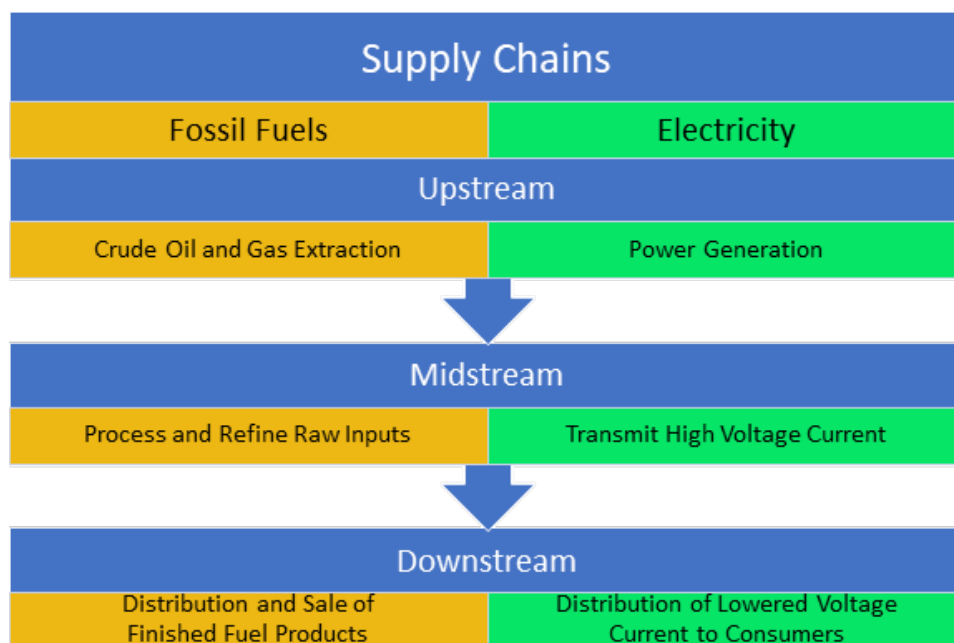 Supply Chains
Fossil Fuels
Electricity
Upstream
Crude Oil and Gas Extraction
Power Generation
Midstream
Process and Refine Raw Inputs
Transmit High Voltage Current
Downstream
Distribution and Sale of
Finished Fuel Products
Distribution of Lowered Voltage
Current to Consumers